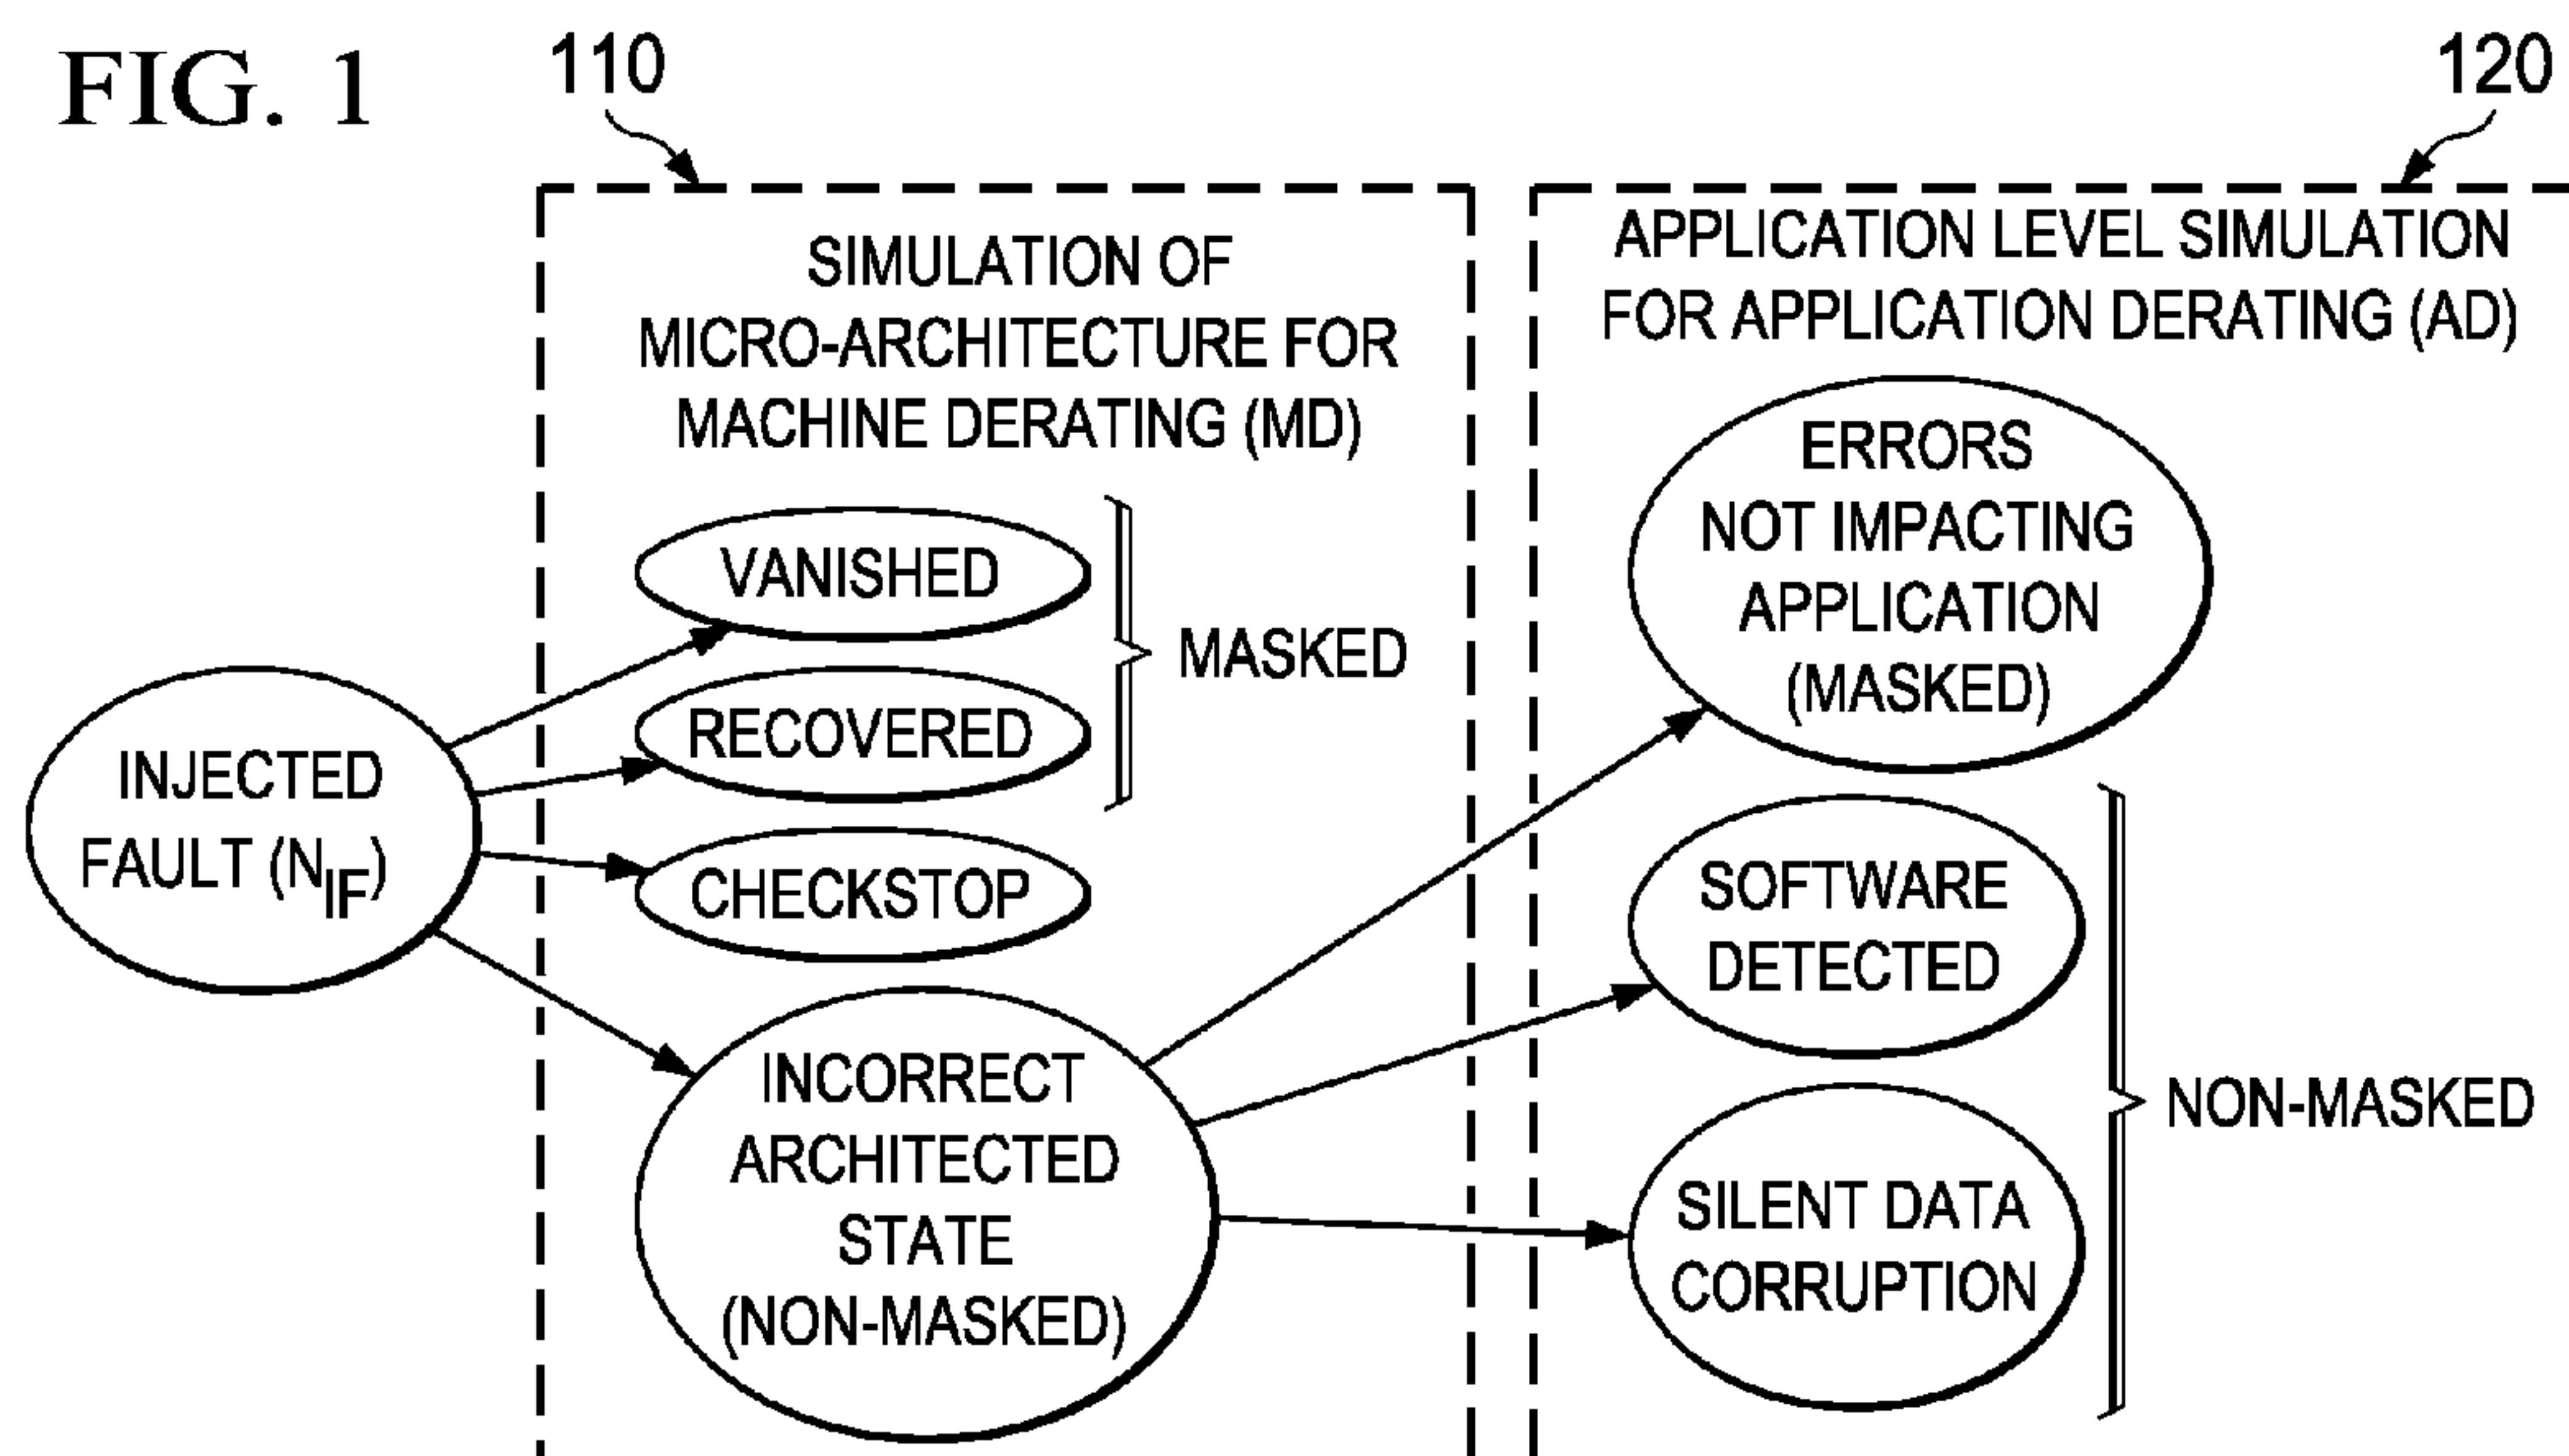 FIG. 1
110
120
SIMULATION OF
MICRO-ARCHITECTURE FOR
MACHINE DERATING (MD)
APPLICATION LEVEL SIMULATION
FOR APPLICATION DERATING (AD)
INJECTED
FAULT (N_IF)
VANISHED
RECOVERED
MASKED
CHECKSTOP
INCORRECT
ARCHITECTED
STATE
(NON-MASKED)
ERRORS
NOT IMPACTING
APPLICATION
(MASKED)
SOFTWARE
DETECTED
SILENT DATA
CORRUPTION
NON-MASKED